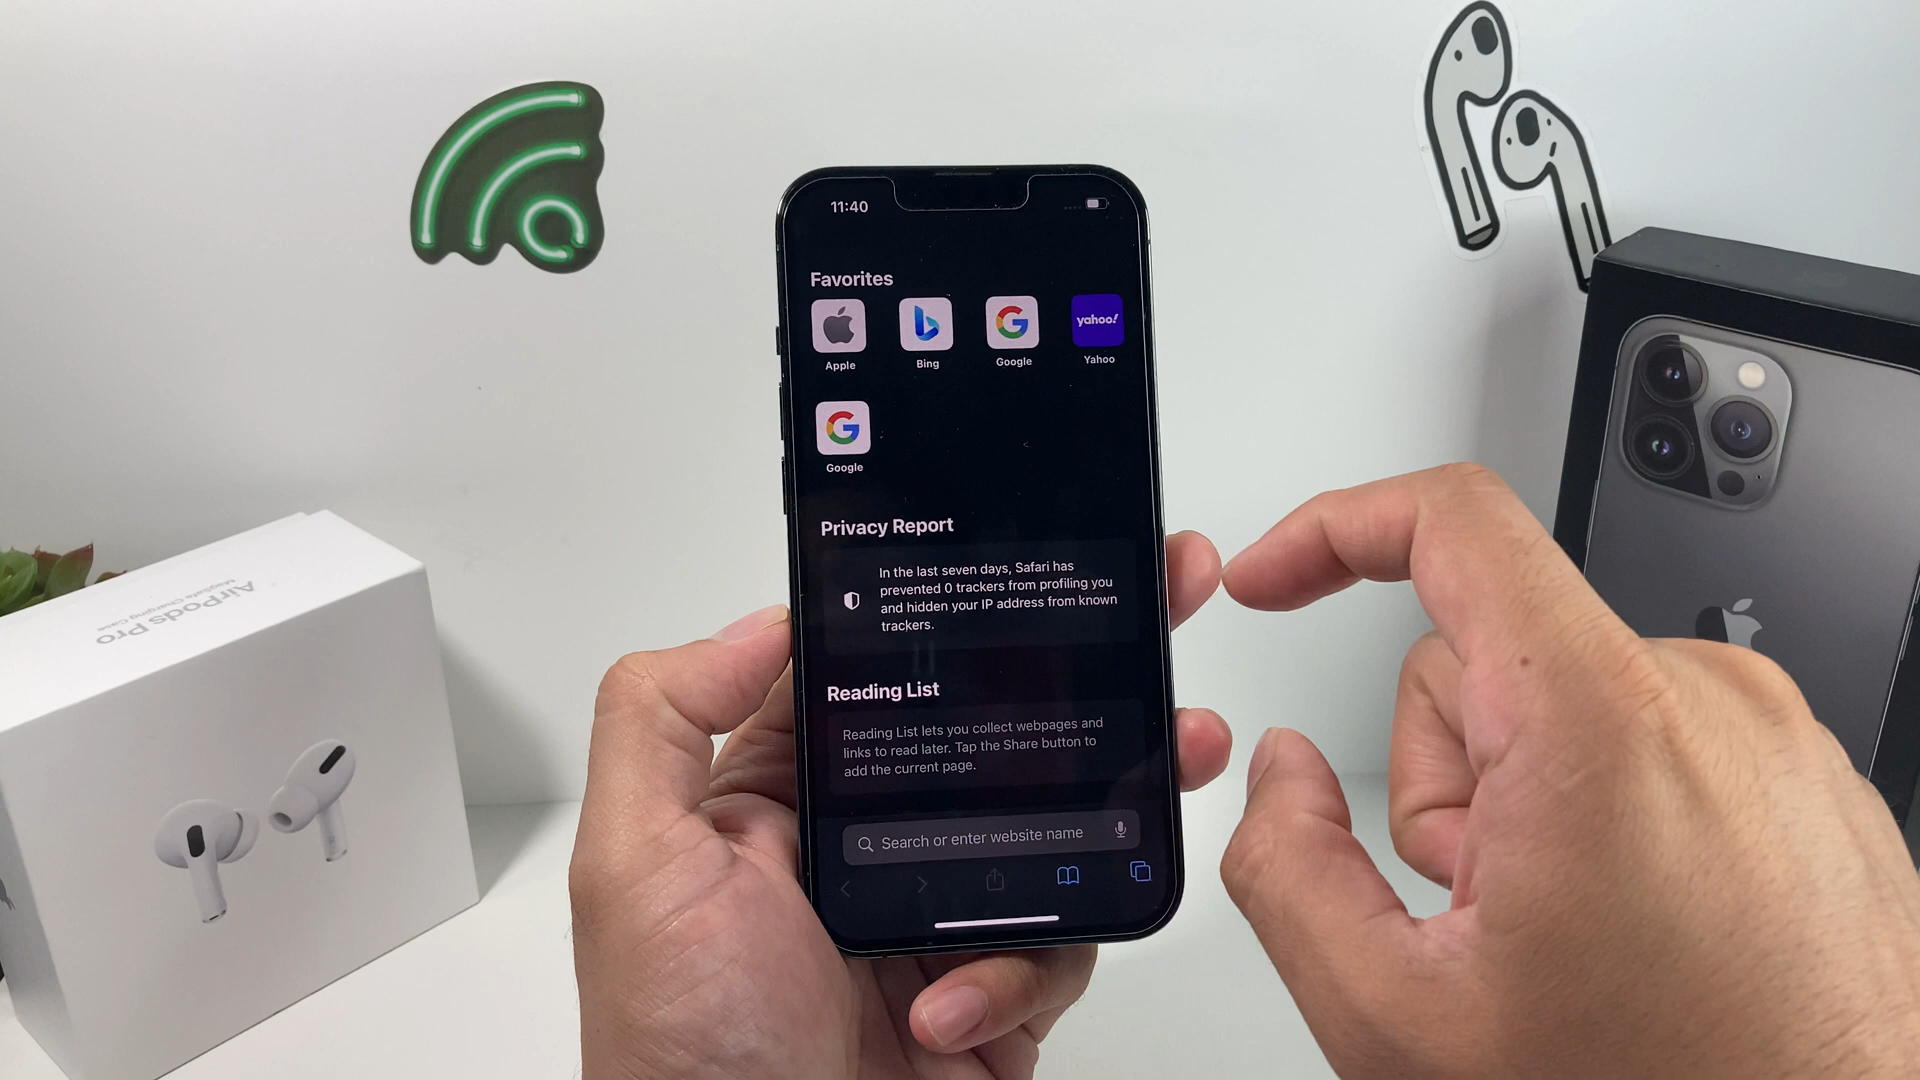 11:40
Favorites
yahoo!
Apple
Bing
Google
Yahoo
Google
Privacy Report
In the last seven days, Safari has
prevented 0 trackers from profiling you
and hidden your IP address from known
trackers.
Reading List
Reading List lets you collect webpages and
links to read later. Tap the Share button to
add the current page.
Search or enter website name
AirPods Pro
MagSafe Charging Case